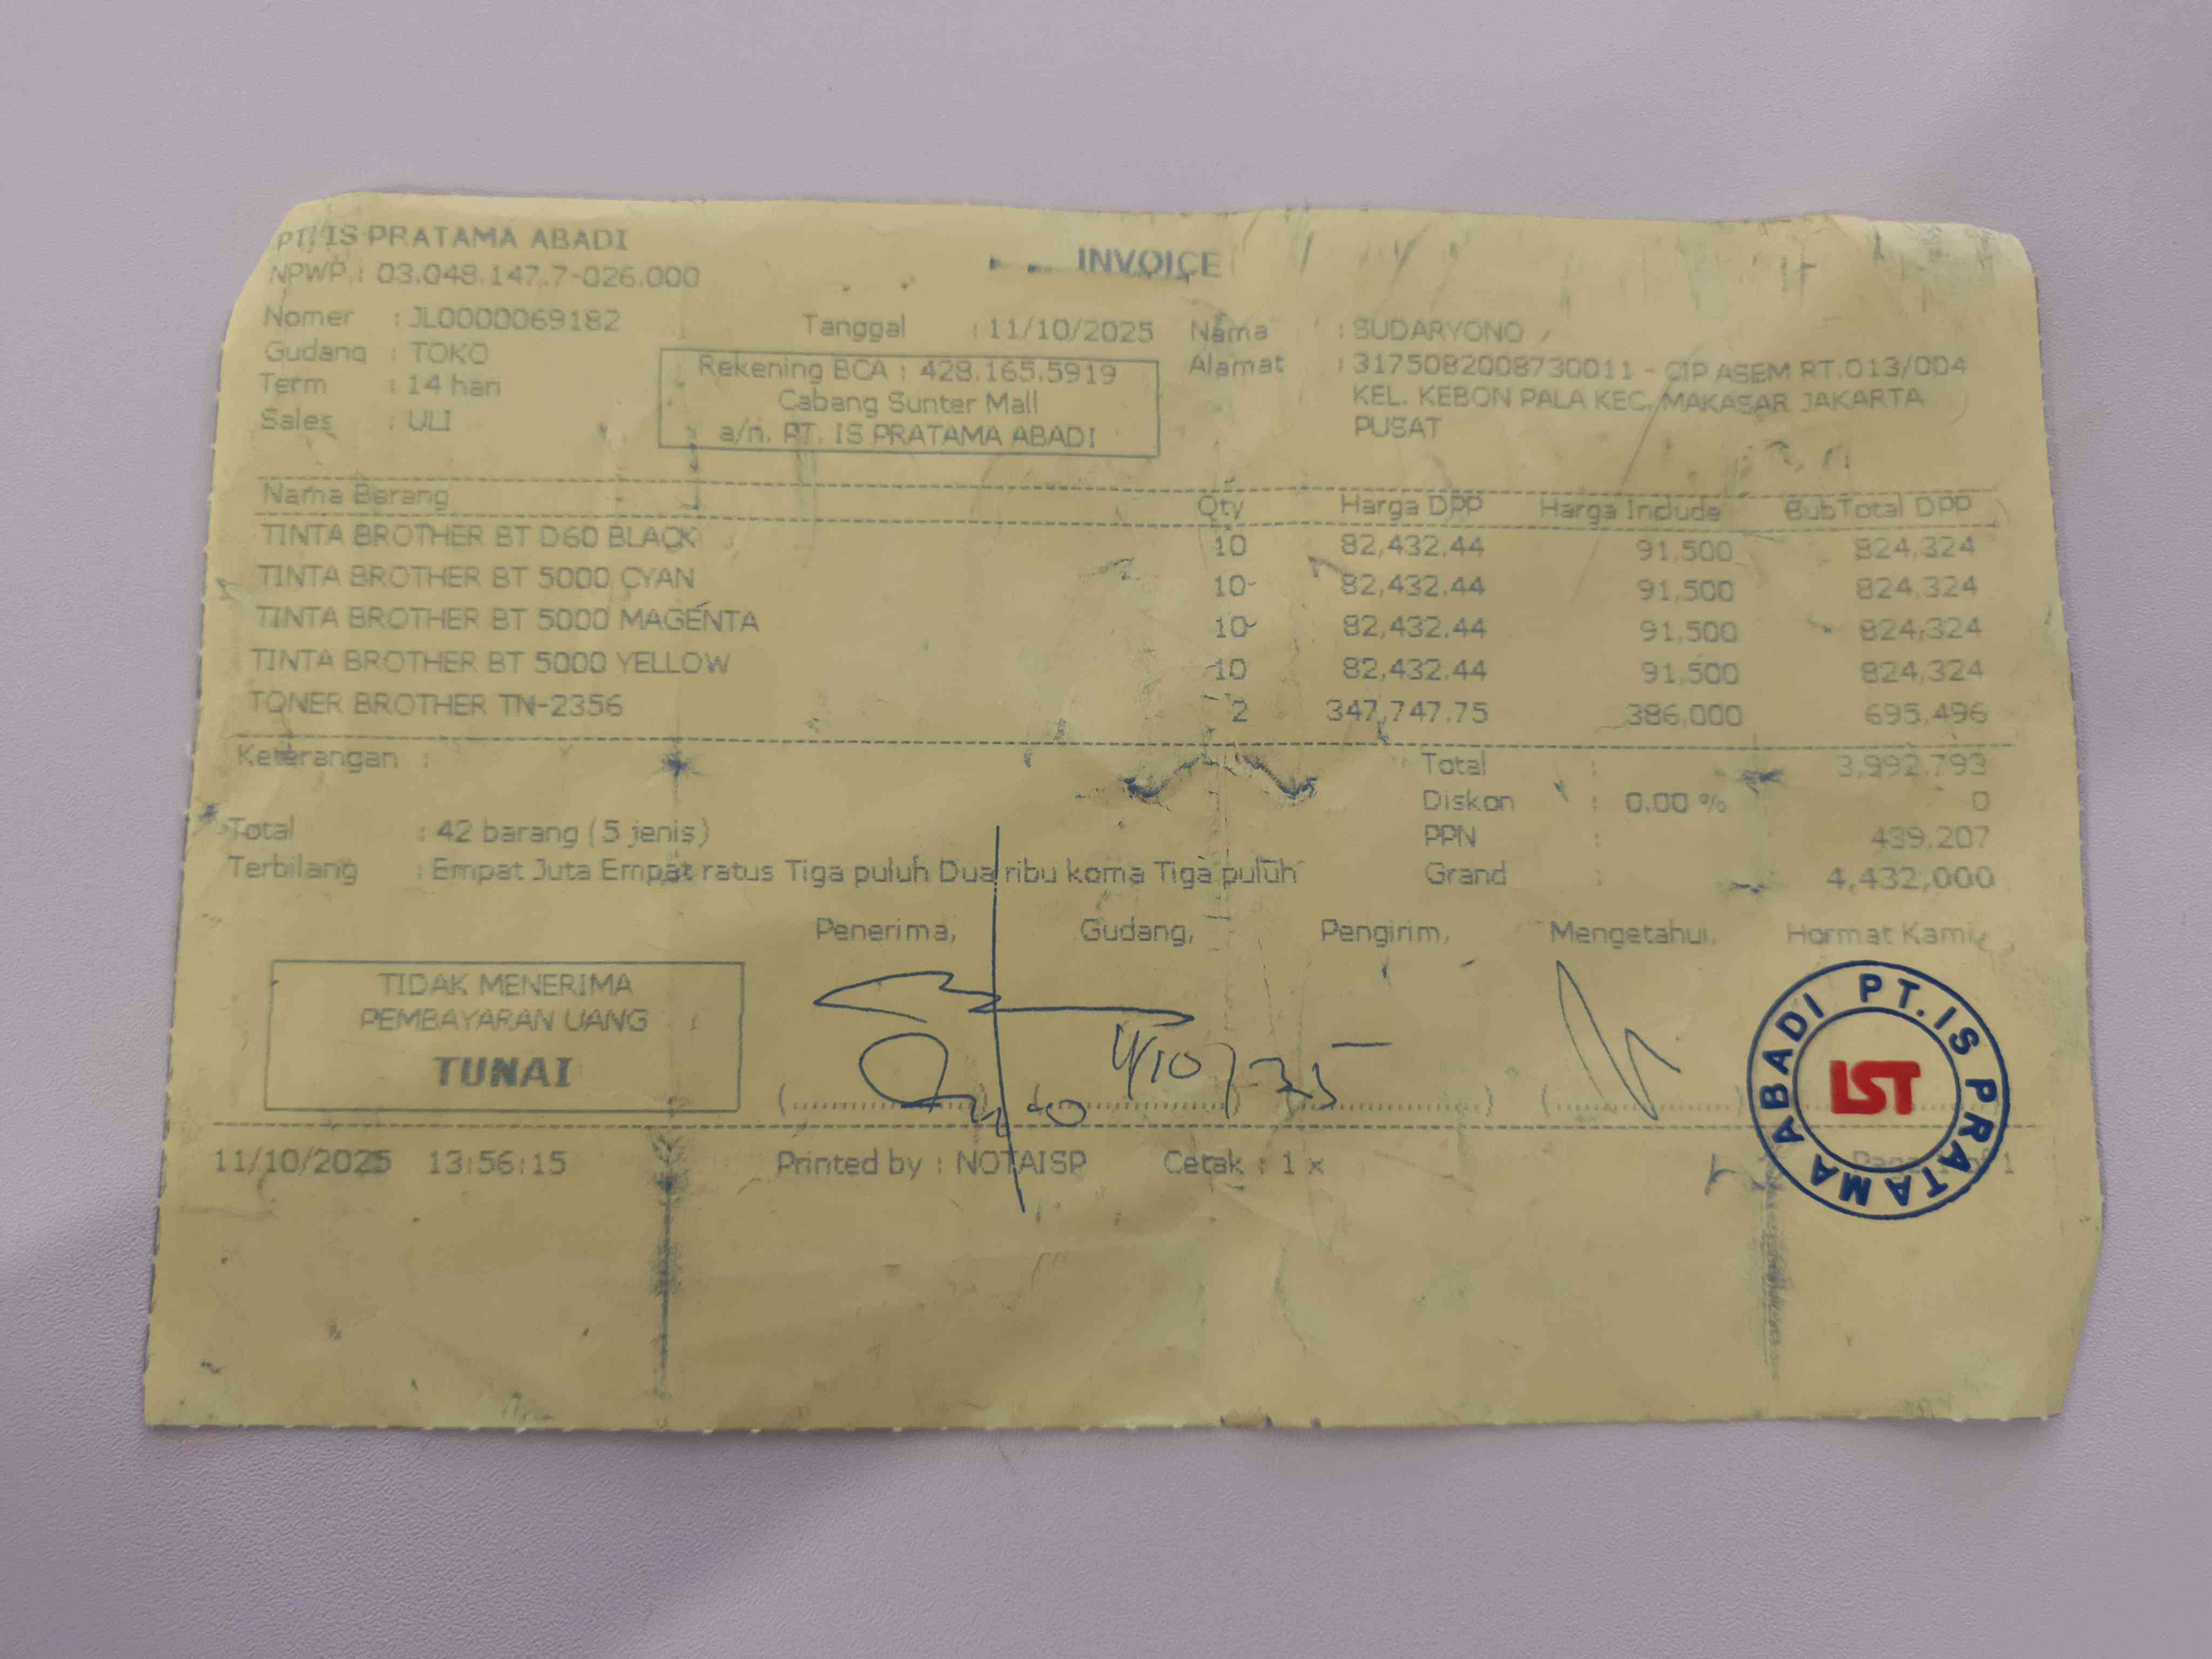 PT. IS PRATAMA ABADI
INVOICE
NPWP : 03.048.147.7-026.000
Nomer : JL0000069182
Gudang : TOKO
Term : 14 hari
Sales : ULI
Tanggal : 11/10/2025
Rekening BCA : 428.165.5919
Cabang Sunter Mall
a/n. PT. IS PRATAMA ABADI
Nama : SUDARYONO
Alamat : 3175082008730011 - CIP ASEM RT.013/004
KEL. KEBON PALA KEC. MAKASAR JAKARTA
PUSAT
Nama Barang Qty Harga DPP Harga Include SubTotal DPP
TINTA BROTHER BT D60 BLACK 10 82,432.44 91,500 824,324
TINTA BROTHER BT 5000 CYAN 10 82,432.44 91,500 824,324
TINTA BROTHER BT 5000 MAGENTA 10 82,432.44 91,500 824,324
TINTA BROTHER BT 5000 YELLOW 10 82,432.44 91,500 824,324
TONER BROTHER TN-2356 2 347,747.75 386,000 695,496
Keterangan :
Total : 3,992,793
Diskon : 0.00 % 0
PPN : 439,207
Grand : 4,432,000
Total : 42 barang (5 jenis)
Terbilang : Empat Juta Empat ratus Tiga puluh Dua ribu koma Tiga puluh
Penerima, Gudang, Pengirim, Mengetahui, Hormat Kami,
TIDAK MENERIMA
PEMBAYARAN UANG
TUNAI
PT. IS PRATAMA ABADI
IST
11/10/2025 13:56:15 Printed by : NOTAISP Cetak : 1 x